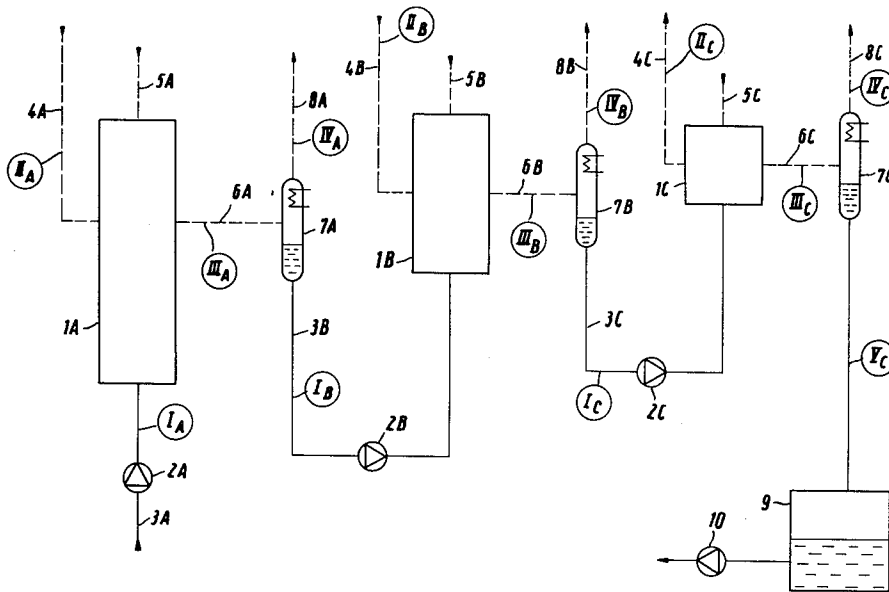 4A
5A
II_A
1A
I_A
2A
3A
6A
III_A
8A
IV_A
7A
3B
I_B
2B
4B
II_B
5B
1B
6B
III_B
8B
IV_B
7B
3C
I_C
2C
4C
II_C
5C
1C
6C
III_C
8C
IV_C
7C
V_C
9
10